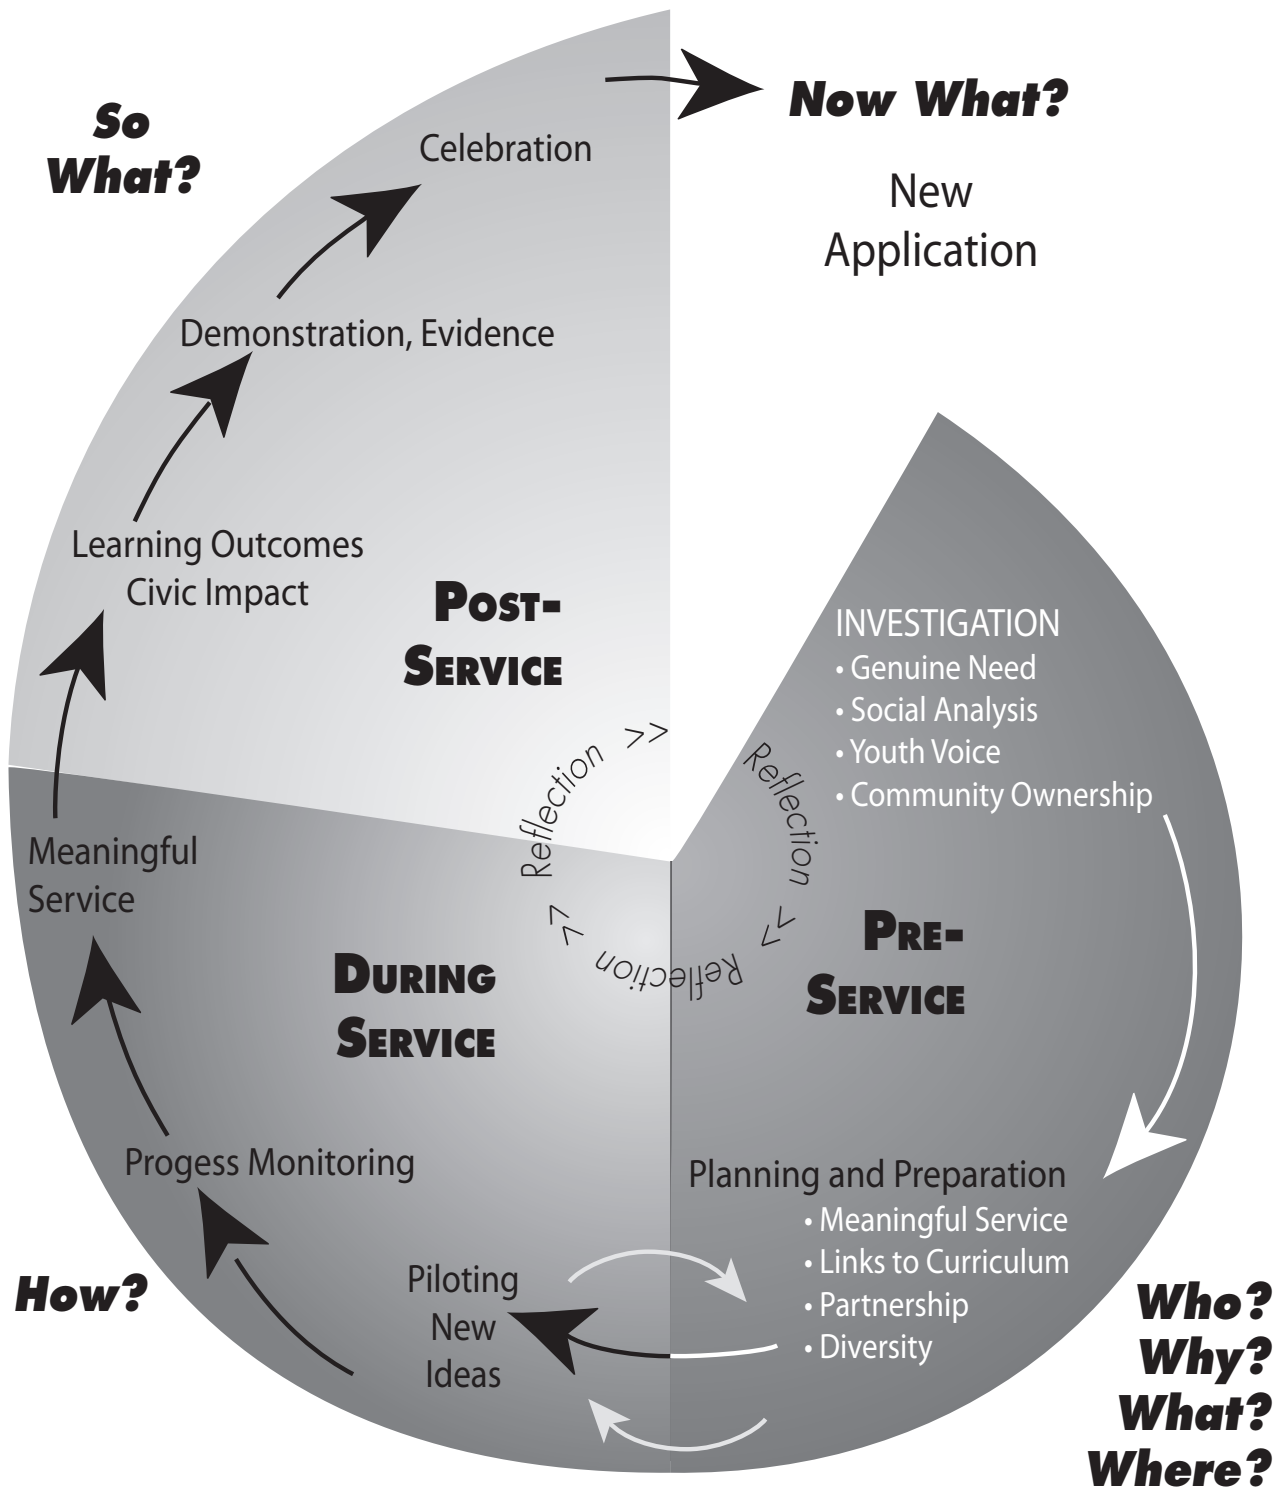 So
What?
Now What?
New
Application
Celebration
Demonstration, Evidence
Learning Outcomes
Civic Impact
POST-
SERVICE
INVESTIGATION
• Genuine Need
• Social Analysis
• Youth Voice
• Community Ownership
Reflection >>
Reflection >>
Reflection >>
PRE-
SERVICE
Meaningful
Service
DURING
SERVICE
Progess Monitoring
Planning and Preparation
• Meaningful Service
• Links to Curriculum
• Partnership
• Diversity
Piloting
New
Ideas
How?
Who?
Why?
What?
Where?